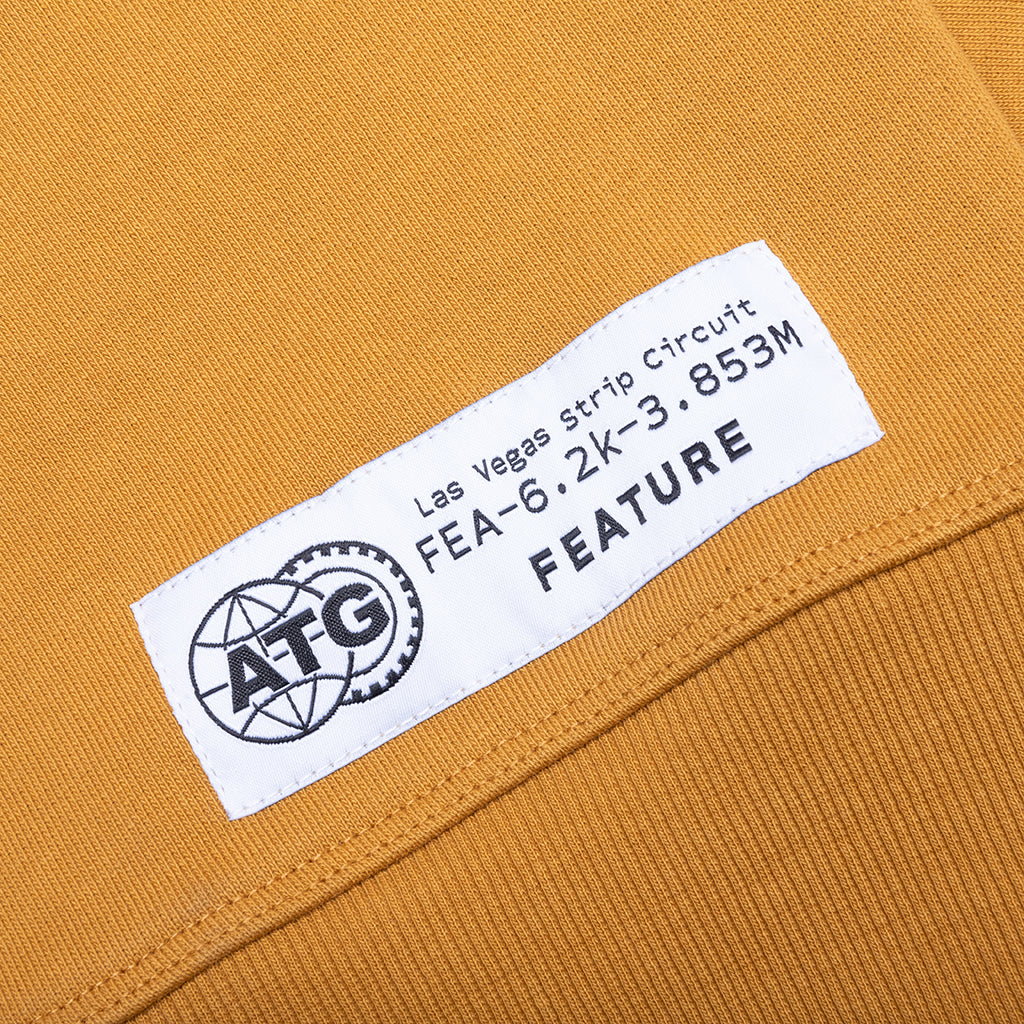 Las Vegas Strip Circuit
FEA-6.2k-3.853M
FEATURE
ATG